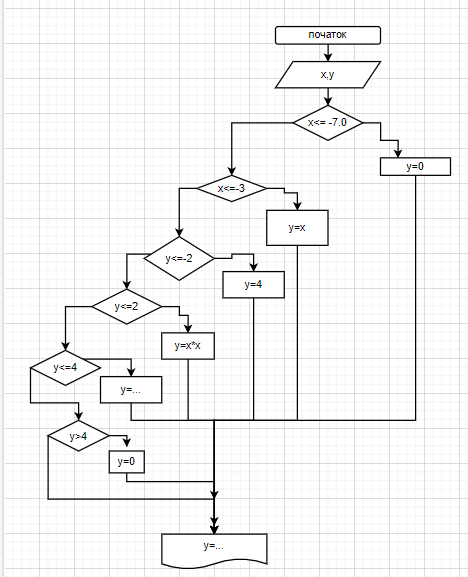 початок
x,y
x<= -7.0
y=0
x<=-3
y=x
y<=-2
y=4
y<=2
y=x*x
y<=4
y=...
y>4
y=0
y=...